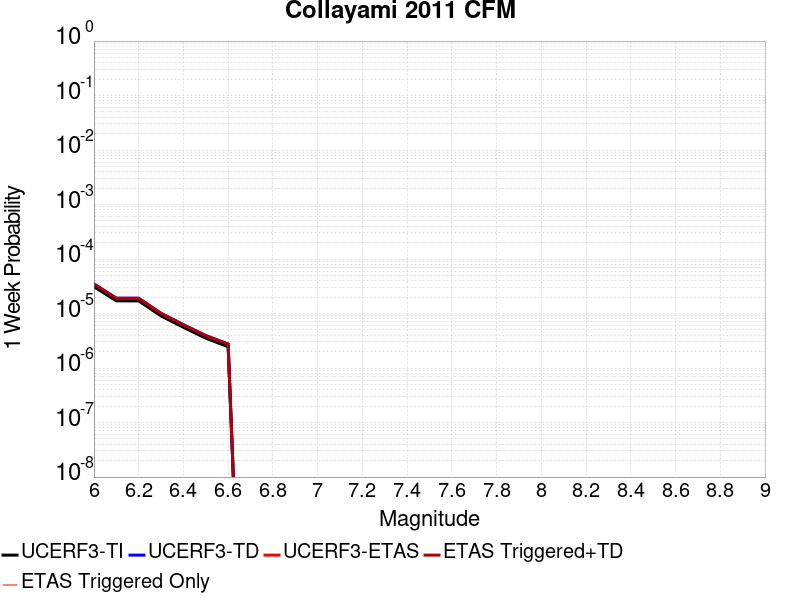 Collayami 2011 CFM
1 Week Probability
10^0
10^-1
10^-2
10^-3
10^-4
10^-5
10^-6
10^-7
10^-8
6 6.2 6.4 6.6 6.8 7 7.2 7.4 7.6 7.8 8 8.2 8.4 8.6 8.8 9
Magnitude
UCERF3-TI UCERF3-TD UCERF3-ETAS ETAS Triggered+TD
ETAS Triggered Only